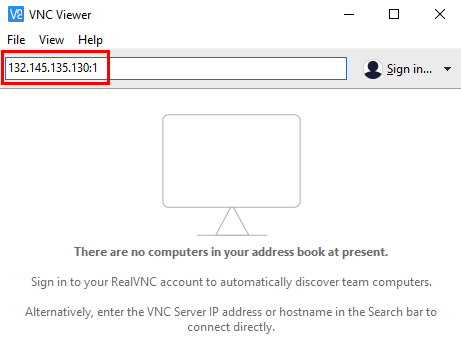 VNC Viewer
File View Help
132.145.135.130:1 Sign in...
There are no computers in your address book at present.
Sign in to your RealVNC account to automatically discover team computers.
Alternatively, enter the VNC Server IP address or hostname in the Search bar to
connect directly.